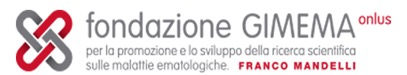 fondazione GIMEMA onlus
per la promozione e lo sviluppo della ricerca scientifica
sulle malattie ematologiche. FRANCO MANDELLI